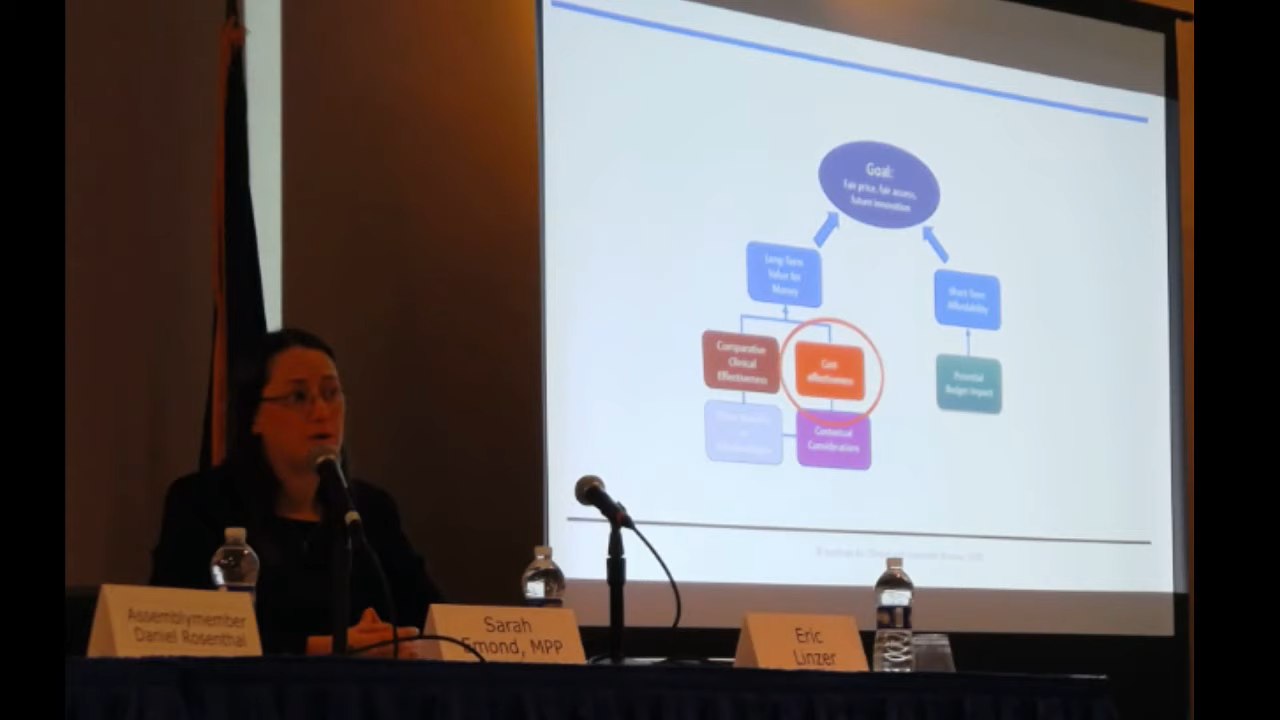 Goal:
Fair price, fair access,
future innovation
Long-Term
Value for
Money
Short Term
Affordability
Comparative
Clinical
Effectiveness
Cost
effectiveness
Potential
Budget Impact
Contextual
Considerations
Assemblymember
Daniel Rosenthal
Sarah
Emond, MPP
Eric
Linzer